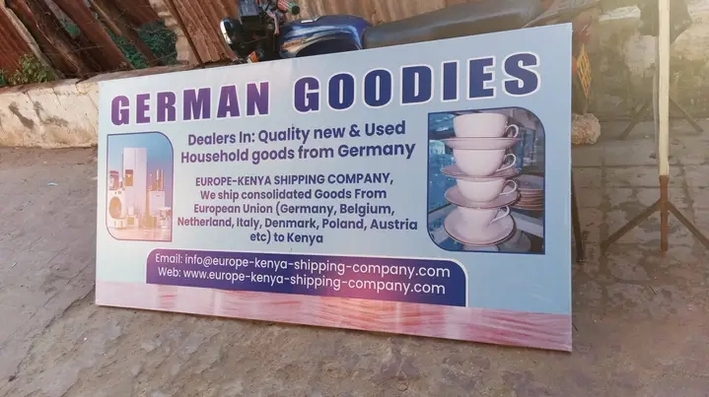 GERMAN GOODIES
Dealers In: Quality new & Used
Household goods from Germany
EUROPE-KENYA SHIPPING COMPANY,
We ship consolidated Goods From
European Union (Germany, Belgium,
Netherland, Italy, Denmark, Poland, Austria
etc) to Kenya
Email: info@europe-kenya-shipping-company.com
Web: www.europe-kenya-shipping-company.com